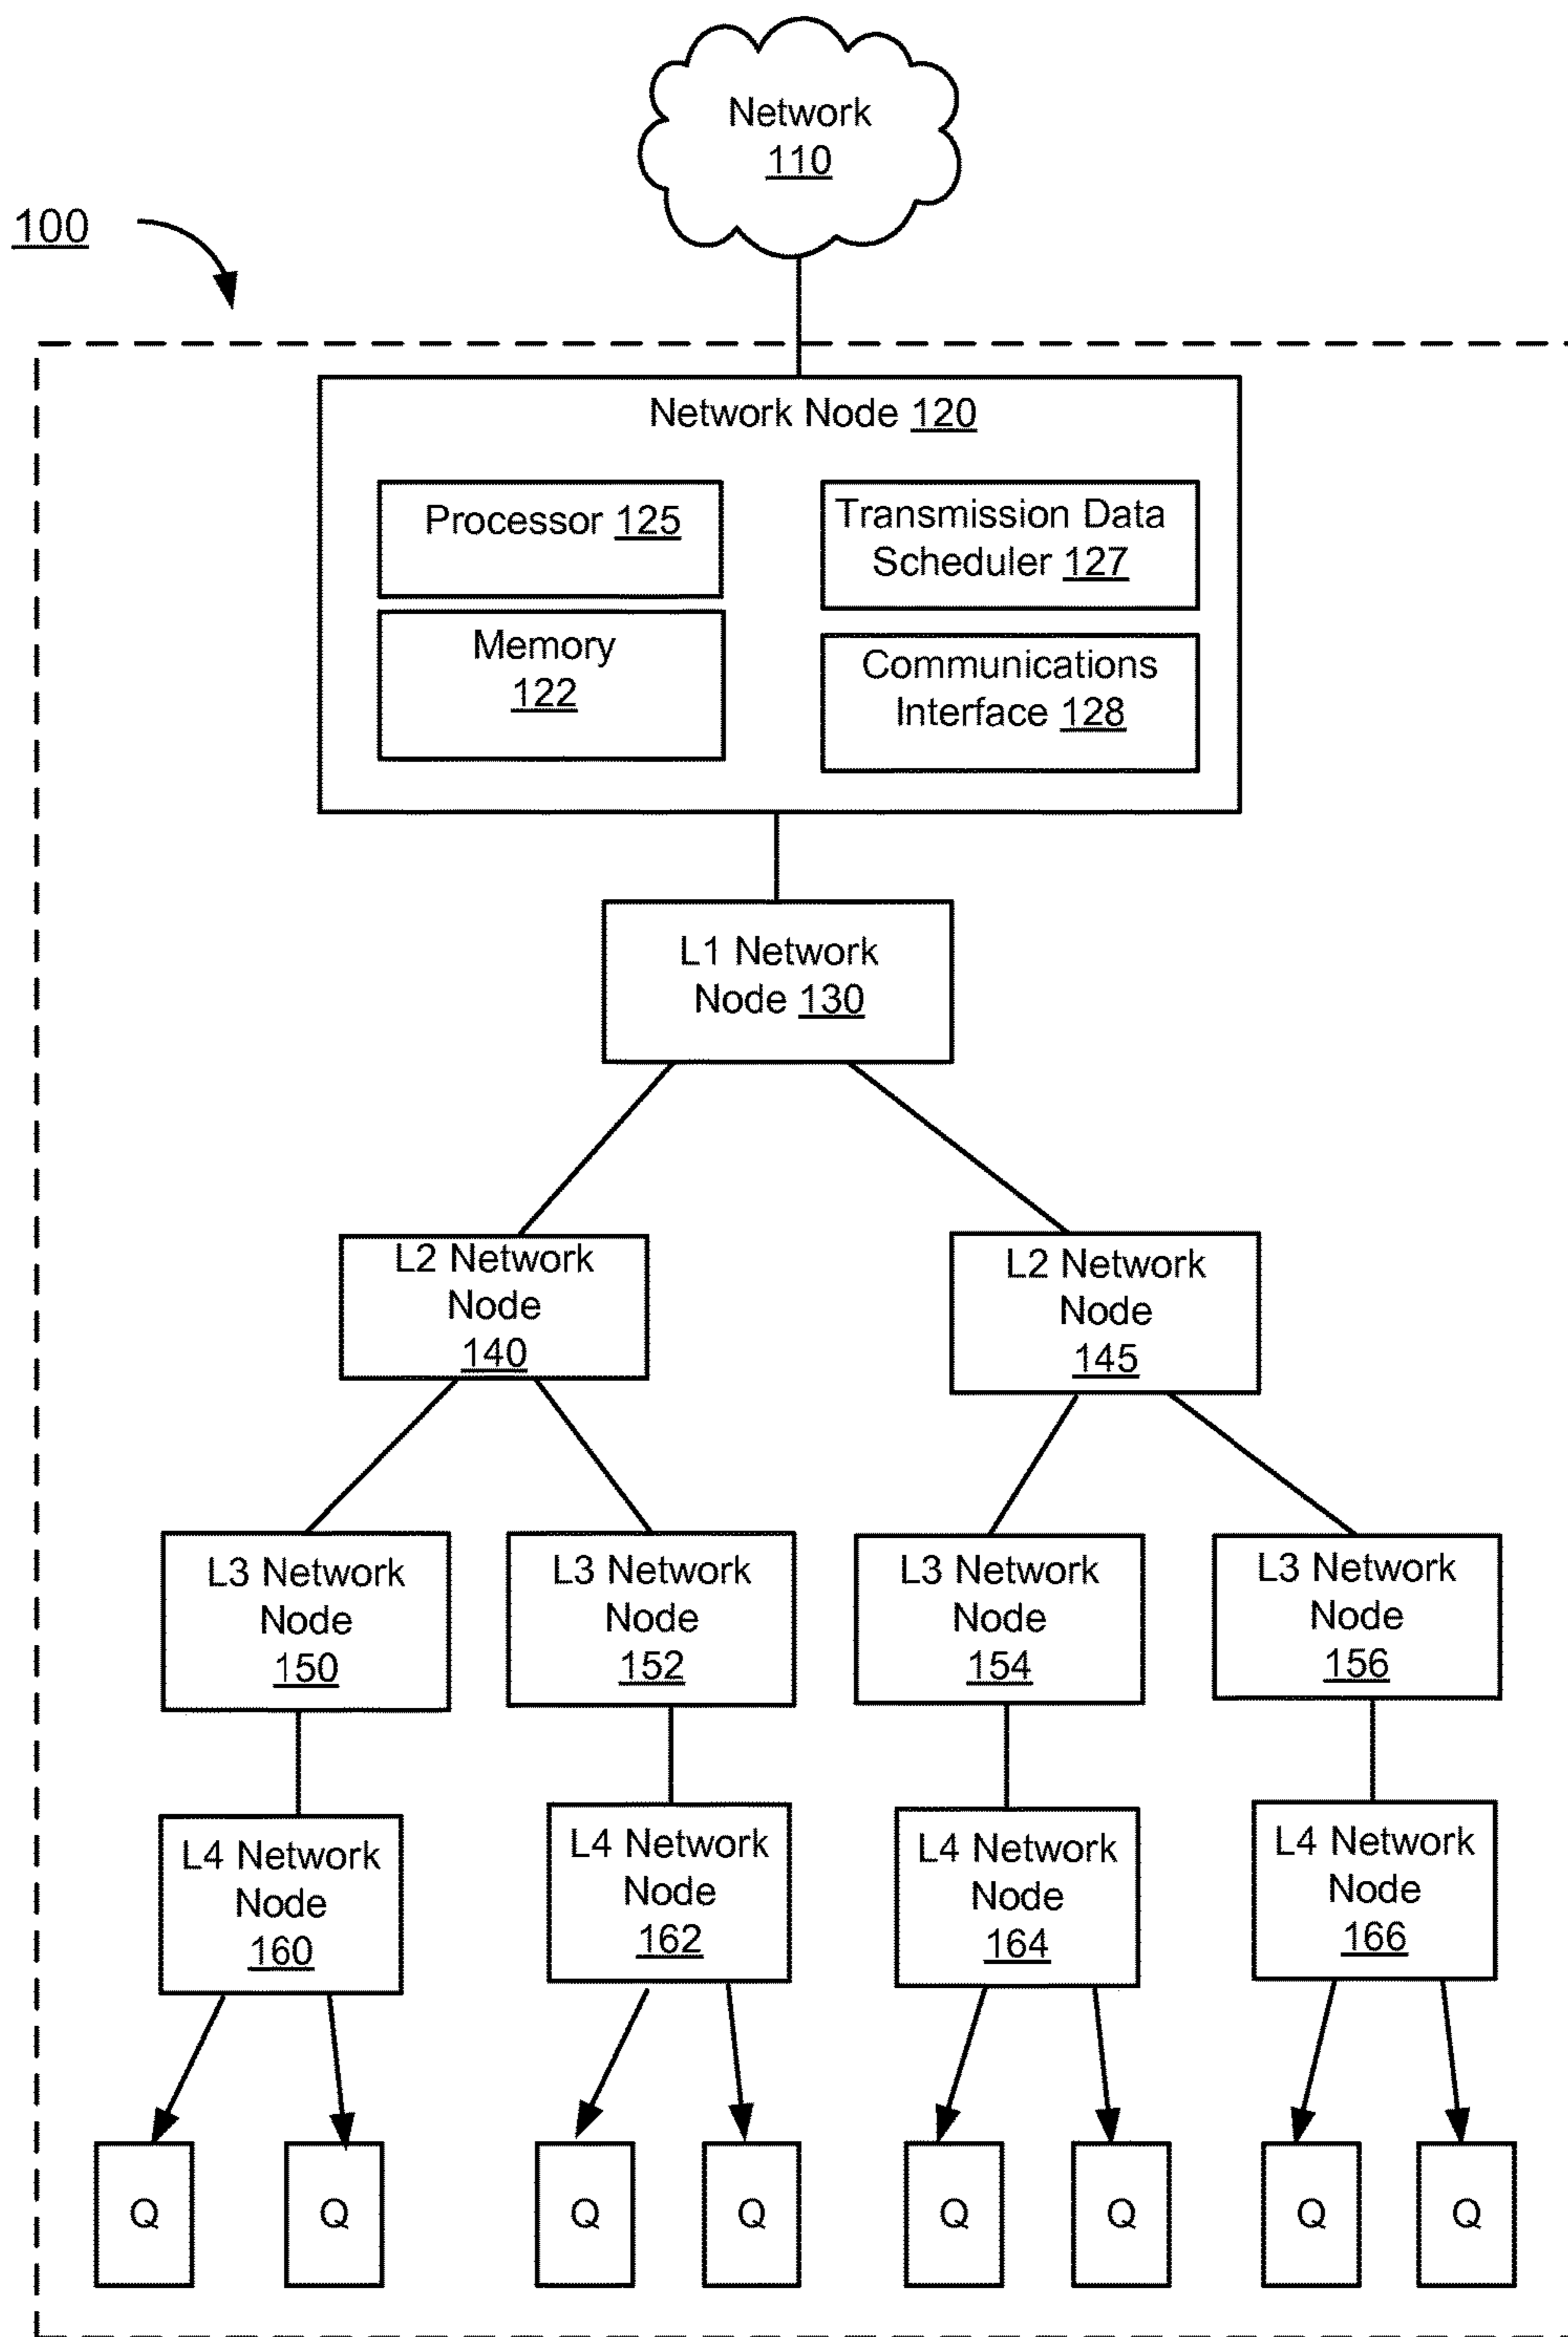 Network
110
100
Network Node 120
Processor 125
Transmission Data
Scheduler 127
Memory
122
Communications
Interface 128
L1 Network
Node 130
L2 Network
Node
140
L2 Network
Node
145
L3 Network
Node
150
L3 Network
Node
152
L3 Network
Node
154
L3 Network
Node
156
L4 Network
Node
160
L4 Network
Node
162
L4 Network
Node
164
L4 Network
Node
166
Q
Q
Q
Q
Q
Q
Q
Q